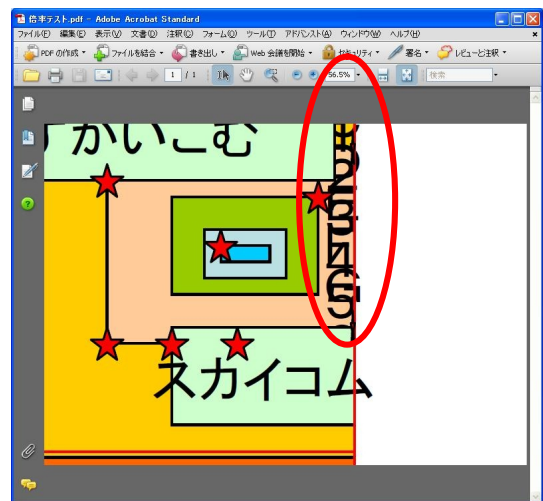 倍率テスト.pdf - Adobe Acrobat Standard
ファイル(F) 編集(E) 表示(V) 文書(D) 注釈(C) フォーム(O) ツール(T) アドバンスト(A) ウィンドウ(W) ヘルプ(H)
PDF の作成 ファイルを結合 書き出し Web 会議を開始 セキュリティ 署名 レビューと注釈
1 / 1 56.5% 検索
すかいこむ
スカイコム